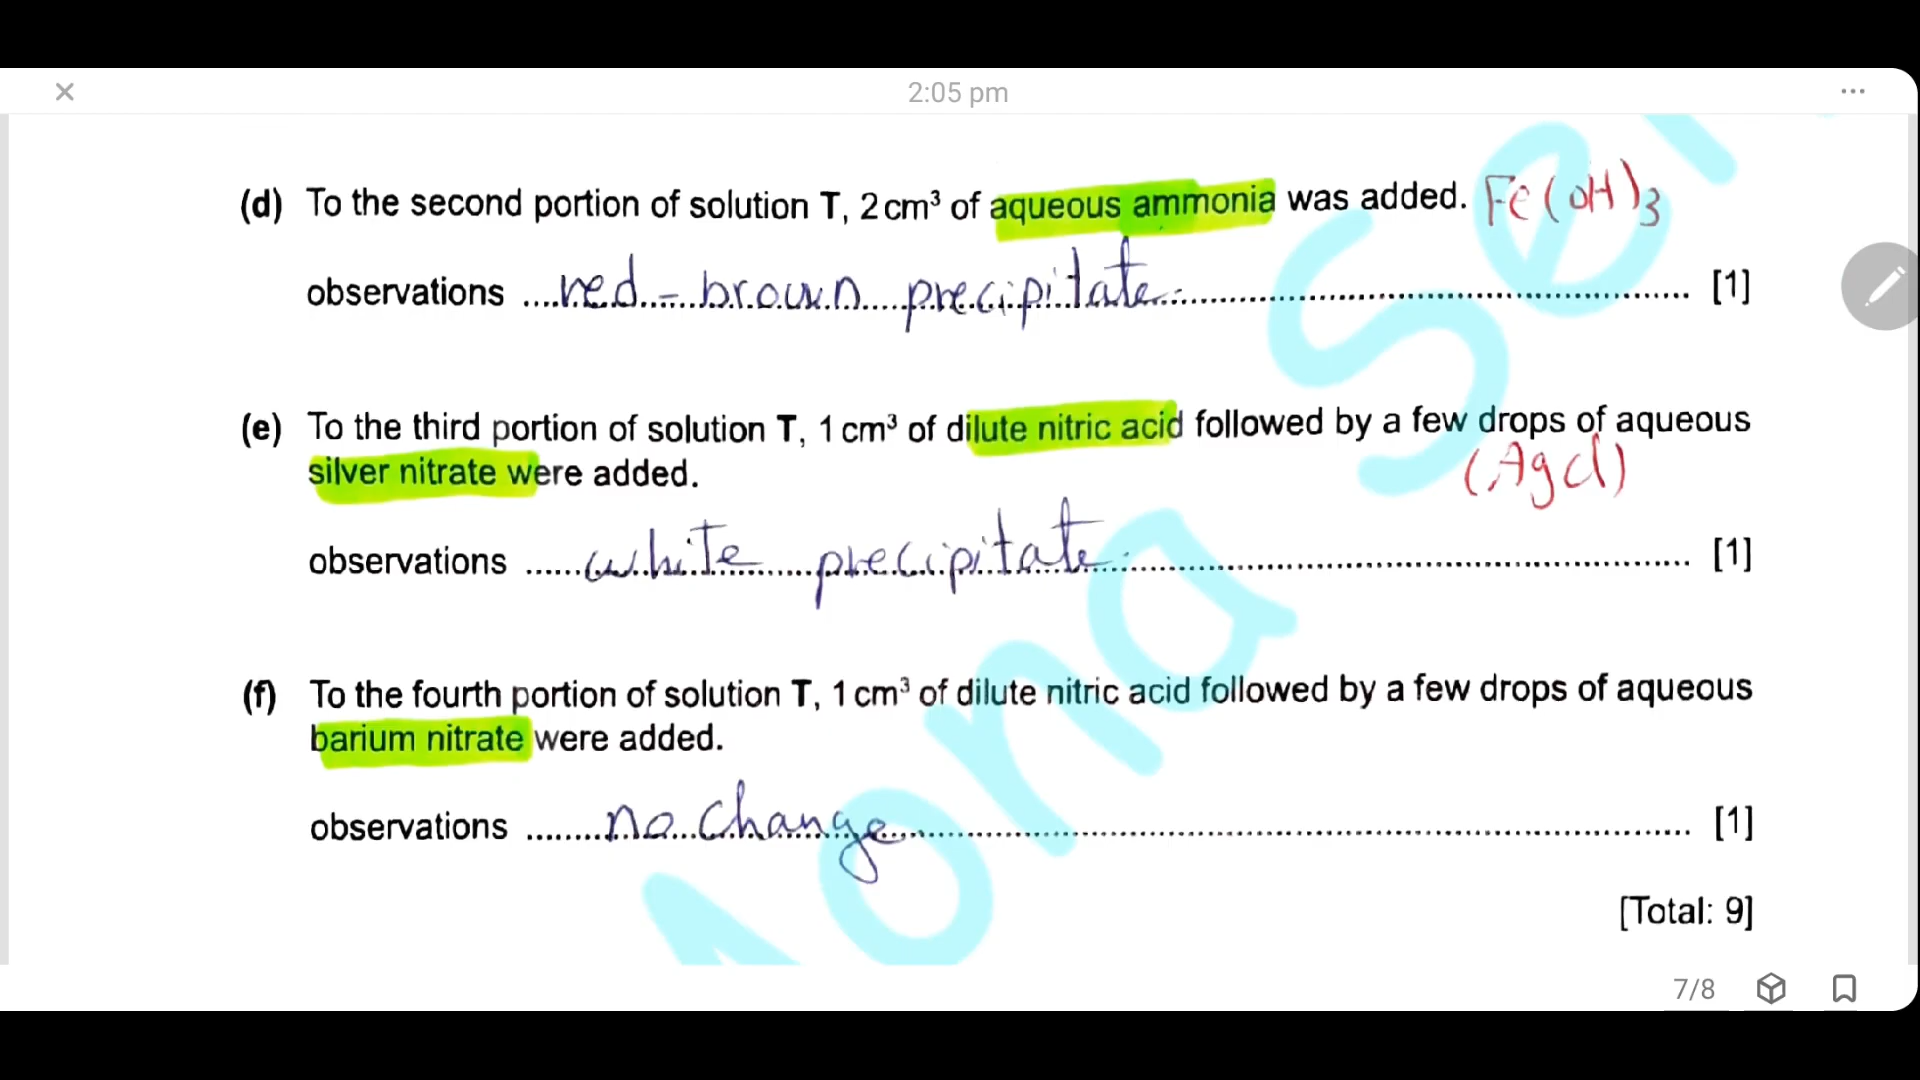 2:05 pm
(d) To the second portion of solution T, 2 cm³ of aqueous ammonia was added. Fe(OH)3
observations ....red-brown precipitate.... [1]
(e) To the third portion of solution T, 1 cm³ of dilute nitric acid followed by a few drops of aqueous
silver nitrate were added. (AgCl)
observations ....white precipitate.... [1]
(f) To the fourth portion of solution T, 1 cm³ of dilute nitric acid followed by a few drops of aqueous
barium nitrate were added.
observations ....no change.... [1]
[Total: 9]
7/8
Mona Ser